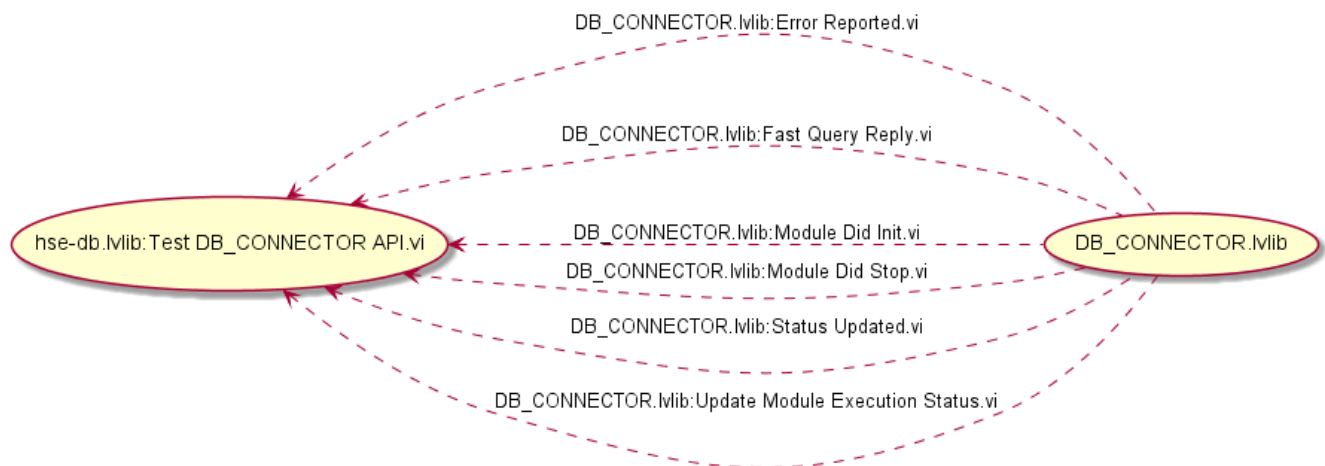 DB_CONNECTOR.lvlib:Error Reported.vi
DB_CONNECTOR.lvlib:Fast Query Reply.vi
DB_CONNECTOR.lvlib:Module Did Init.vi
hse-db.lvlib:Test DB_CONNECTOR API.vi
DB_CONNECTOR.lvlib
DB_CONNECTOR.lvlib:Module Did Stop.vi
DB_CONNECTOR.lvlib:Status Updated.vi
DB_CONNECTOR.lvlib:Update Module Execution Status.vi